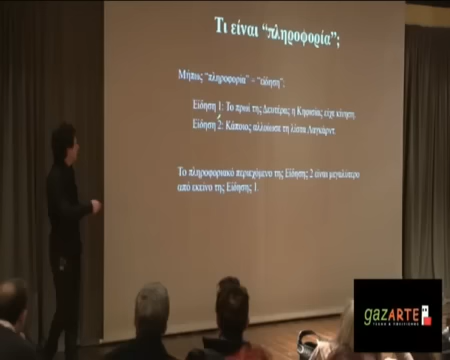 Τι είναι “πληροφορία”;
Μήπως “πληροφορία” = “είδηση”;
Είδηση 1: Το πρωί της Δευτέρας η Κηφισίας είχε κίνηση.
Είδηση 2: Κάποιος αλλοίωσε τη λίστα Λαγκάρντ.
Το πληροφοριακό περιεχόμενο της Είδησης 2 είναι μεγαλύτερο
από εκείνο της Είδησης 1.
gazARTE